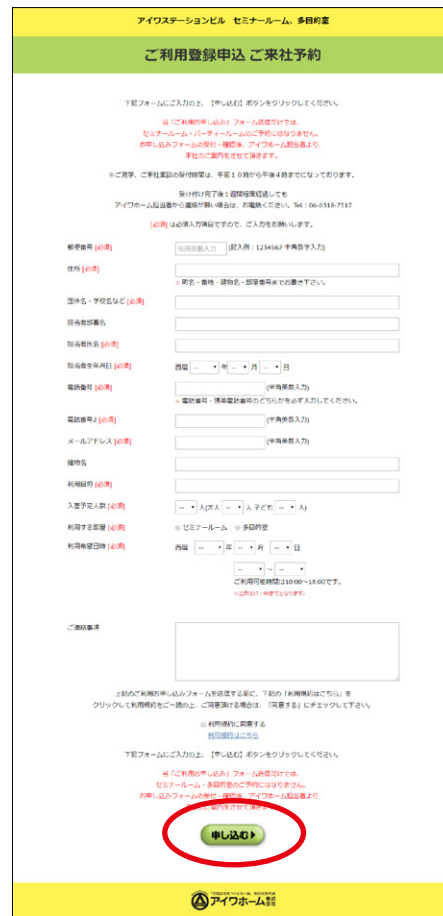 アイワステーションビル　セミナールーム、多目的室
ご利用登録申込 ご来社予約
下記フォームにご入力の上、【申し込む】ボタンをクリックしてください。
当「ご利用お申し込み」フォーム送信だけでは、
セミナールーム・パーティールームのご予約にはなりません。
お申し込みフォームの受付・確認後、アイワホーム担当者より、
来社のご案内をさせて頂きます。
※ご見学、ご来社面談の受付時間は、午前１０時から午後４時までになっております。
受け付け完了後１週間程度経過しても
アイワホーム担当者から連絡が無い場合は、お電話ください。Tel：06-6318-7517
[必須] は必須入力項目ですので、ご入力をお願いします。
郵便番号 [必須] 住所自動入力 (記入例：1234567 半角数字入力)
住所 [必須]
※ 町名・番地・建物名・部屋番号までお書き下さい。
団体名・学校名など [必須]
担当者部署名
担当者氏名 [必須]
担当者生年月日 [必須] 西暦 -- 年 -- 月 -- 日
電話番号 [必須] (半角英数入力)
※ 電話番号・携帯電話番号のどちらかを必ず入力してください。
電話番号2 [必須] (半角英数入力)
メールアドレス [必須] (半角英数入力)
建物名
利用目的 [必須]
入室予定人数 [必須] -- 人(大人 -- 人 子ども -- 人)
利用する部屋 [必須] セミナールーム 多目的室
利用希望日時 [必須] 西暦 -- 年 -- 月 -- 日
-- ～ --
ご利用可能時間は10:00～18:00です。
ご連絡事項
上記のご利用お申し込みフォームを送信する前に、下記の「利用規約はこちら」を
クリックして利用規約をご一読の上、ご同意頂ける場合は、「同意する」にチェックして下さい。
利用規約に同意する
利用規約はこちら
下記フォームにご入力の上、【申し込む】ボタンをクリックしてください。
当「ご利用お申し込み」フォーム送信だけでは、
セミナールーム・多目的室のご予約にはなりません。
お申し込みフォームの受付・確認後、アイワホーム担当者より、
ご案内をさせて頂きます
申し込む
アイワホーム株式会社